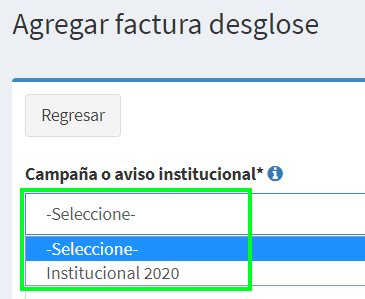 Agregar factura desglose
Regresar
Campaña o aviso institucional*
-Seleccione-
-Seleccione-
Institucional 2020